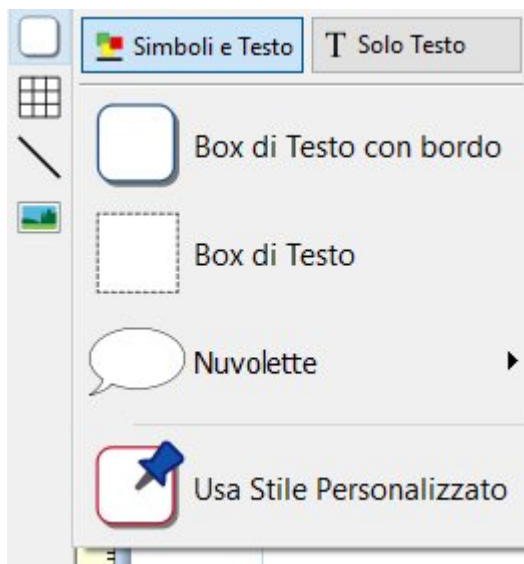 Simboli e Testo
T Solo Testo
Box di Testo con bordo
Box di Testo
Nuvolette
Usa Stile Personalizzato